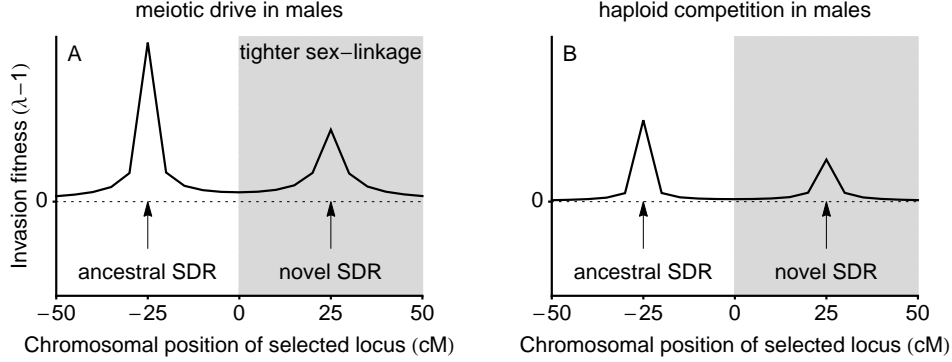 meiotic drive in males
haploid competition in males
A
tighter sex−linkage
B
Invasion fitness (λ−1)
0
0
ancestral SDR
novel SDR
ancestral SDR
novel SDR
−50 −25 0 25 50
−50 −25 0 25 50
Chromosomal position of selected locus (cM)
Chromosomal position of selected locus (cM)